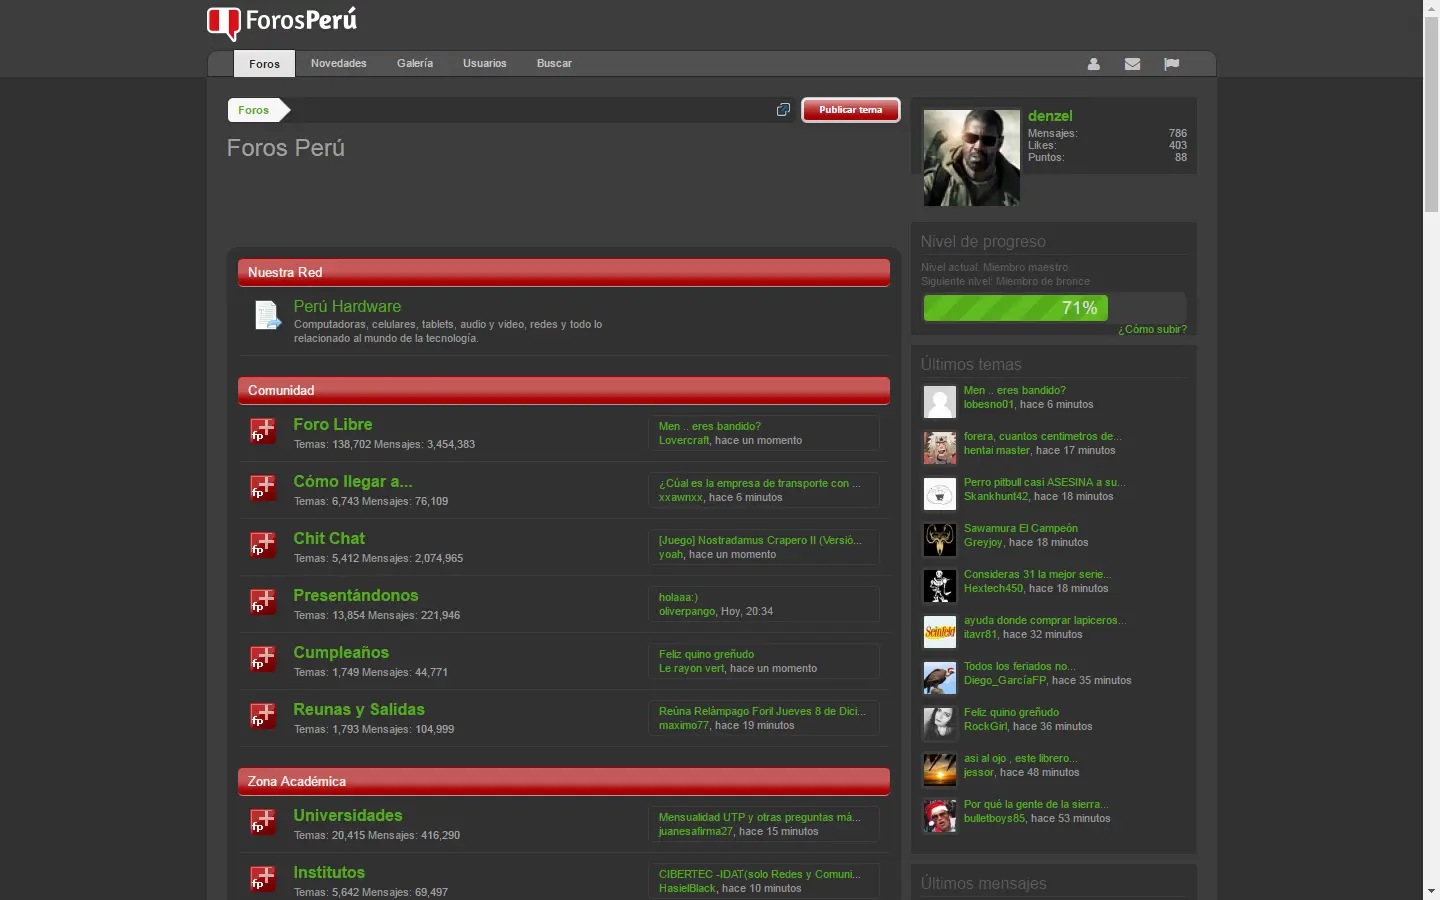 ForosPerú
Foros
Novedades
Galería
Usuarios
Buscar
Foros
Publicar tema
Foros Perú
Nuestra Red
Perú Hardware
Computadoras, celulares, tablets, audio y video, redes y todo lo
relacionado al mundo de la tecnología.
Comunidad
fp
Foro Libre
Temas: 138,702 Mensajes: 3,454,383
Men .. eres bandido?
Lovercraft, hace un momento
fp
Cómo llegar a...
Temas: 6,743 Mensajes: 76,109
¿Cúal es la empresa de transporte con ...
xxawnxx, hace 6 minutos
fp
Chit Chat
Temas: 5,412 Mensajes: 2,074,965
[Juego] Nostradamus Crapero II (Versió...
yoah, hace un momento
fp
Presentándonos
Temas: 13,854 Mensajes: 221,946
holaaa:)
oliverpango, Hoy, 20:34
fp
Cumpleaños
Temas: 1,749 Mensajes: 44,771
Feliz quino greñudo
Le rayon vert, hace un momento
fp
Reunas y Salidas
Temas: 1,793 Mensajes: 104,999
Reúna Relámpago Foril Jueves 8 de Dici...
maximo77, hace 19 minutos
Zona Académica
fp
Universidades
Temas: 20,415 Mensajes: 416,290
Mensualidad UTP y otras preguntas má...
juanesafirma27, hace 15 minutos
fp
Institutos
Temas: 5,642 Mensajes: 69,497
CIBERTEC -IDAT(solo Redes y Comuni...
HasielBlack, hace 10 minutos
denzel
Mensajes: 786
Likes: 403
Puntos: 88
Nivel de progreso
Nivel actual: Miembro maestro
Siguiente nivel: Miembro de bronce
71%
¿Cómo subir?
Últimos temas
Men .. eres bandido?
lobesno01, hace 6 minutos
forera, cuantos centimetros de...
hentai master, hace 17 minutos
Perro pitbull casi ASESINA a su...
Skankhunt42, hace 18 minutos
Sawamura El Campeón
Greyjoy, hace 18 minutos
Consideras 31 la mejor serie...
Hextech450, hace 18 minutos
Seinfeld
ayuda donde comprar lapiceros...
itavr81, hace 32 minutos
Todos los feriados no...
Diego_GarcíaFP, hace 35 minutos
Feliz quino greñudo
RockGirl, hace 36 minutos
asi al ojo , este librero...
jessor, hace 48 minutos
Por qué la gente de la sierra...
bulletboys85, hace 53 minutos
Últimos mensajes